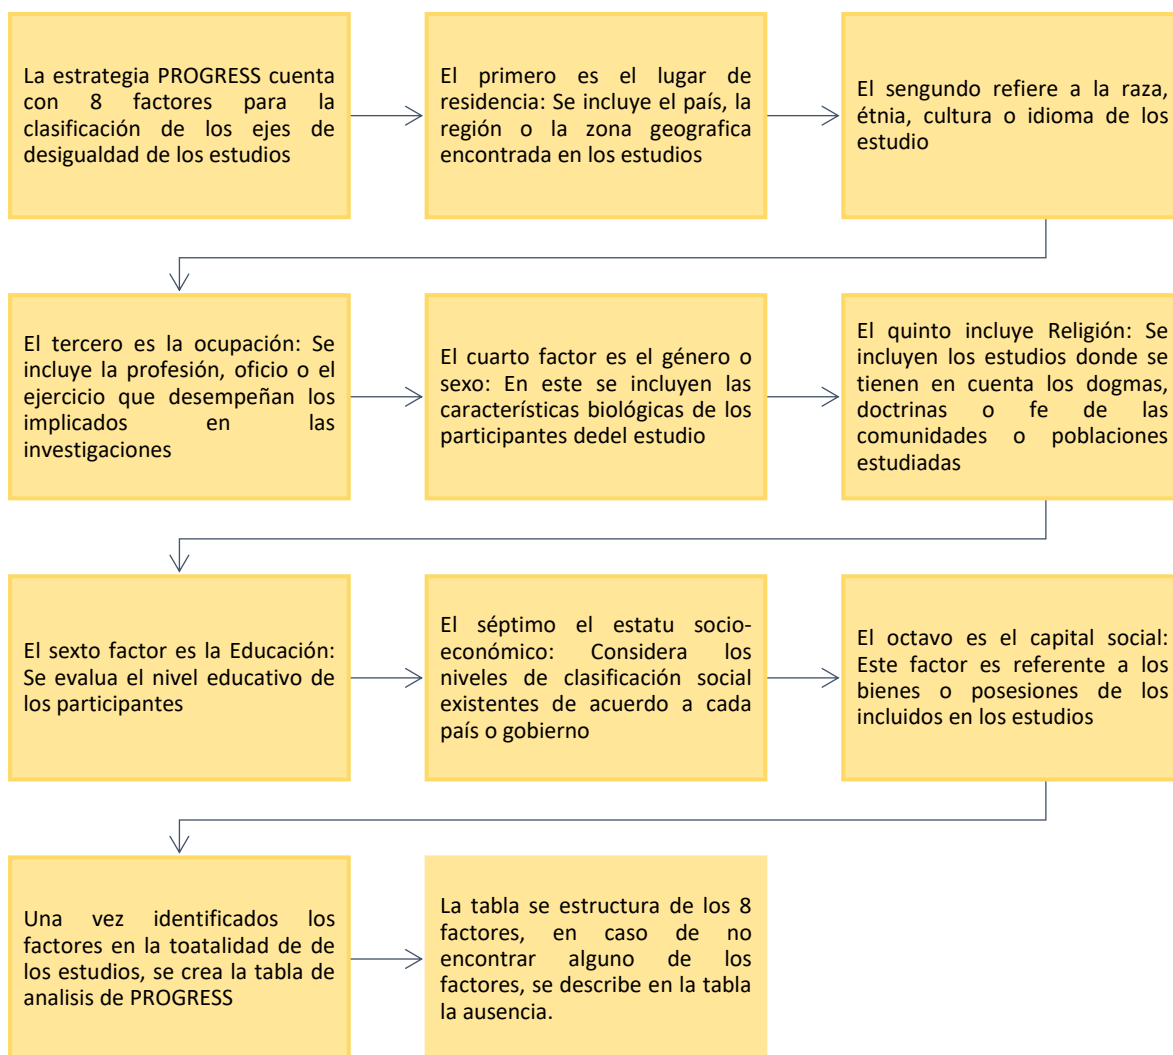 La estrategia PROGRESS cuenta
con 8 factores para la
clasificación de los ejes de
desigualdad de los estudios
El primero es el lugar de
residencia: Se incluye el país, la
región o la zona geografica
encontrada en los estudios
El sengundo refiere a la raza,
étnia, cultura o idioma de los
estudio
El tercero es la ocupación: Se
incluye la profesión, oficio o el
ejercicio que desempeñan los
implicados en las
investigaciones
El cuarto factor es el género o
sexo: En este se incluyen las
características biológicas de los
participantes dedel estudio
El quinto incluye Religión: Se
incluyen los estudios donde se
tienen en cuenta los dogmas,
doctrinas o fe de las
comunidades o poblaciones
estudiadas
El sexto factor es la Educación:
Se evalua el nivel educativo de
los participantes
El séptimo el estatu socio-
económico: Considera los
niveles de clasificación social
existentes de acuerdo a cada
país o gobierno
El octavo es el capital social:
Este factor es referente a los
bienes o posesiones de los
incluidos en los estudios
Una vez identificados los
factores en la toatalidad de de
los estudios, se crea la tabla de
analisis de PROGRESS
La tabla se estructura de los 8
factores, en caso de no
encontrar alguno de los
factores, se describe en la tabla
la ausencia.